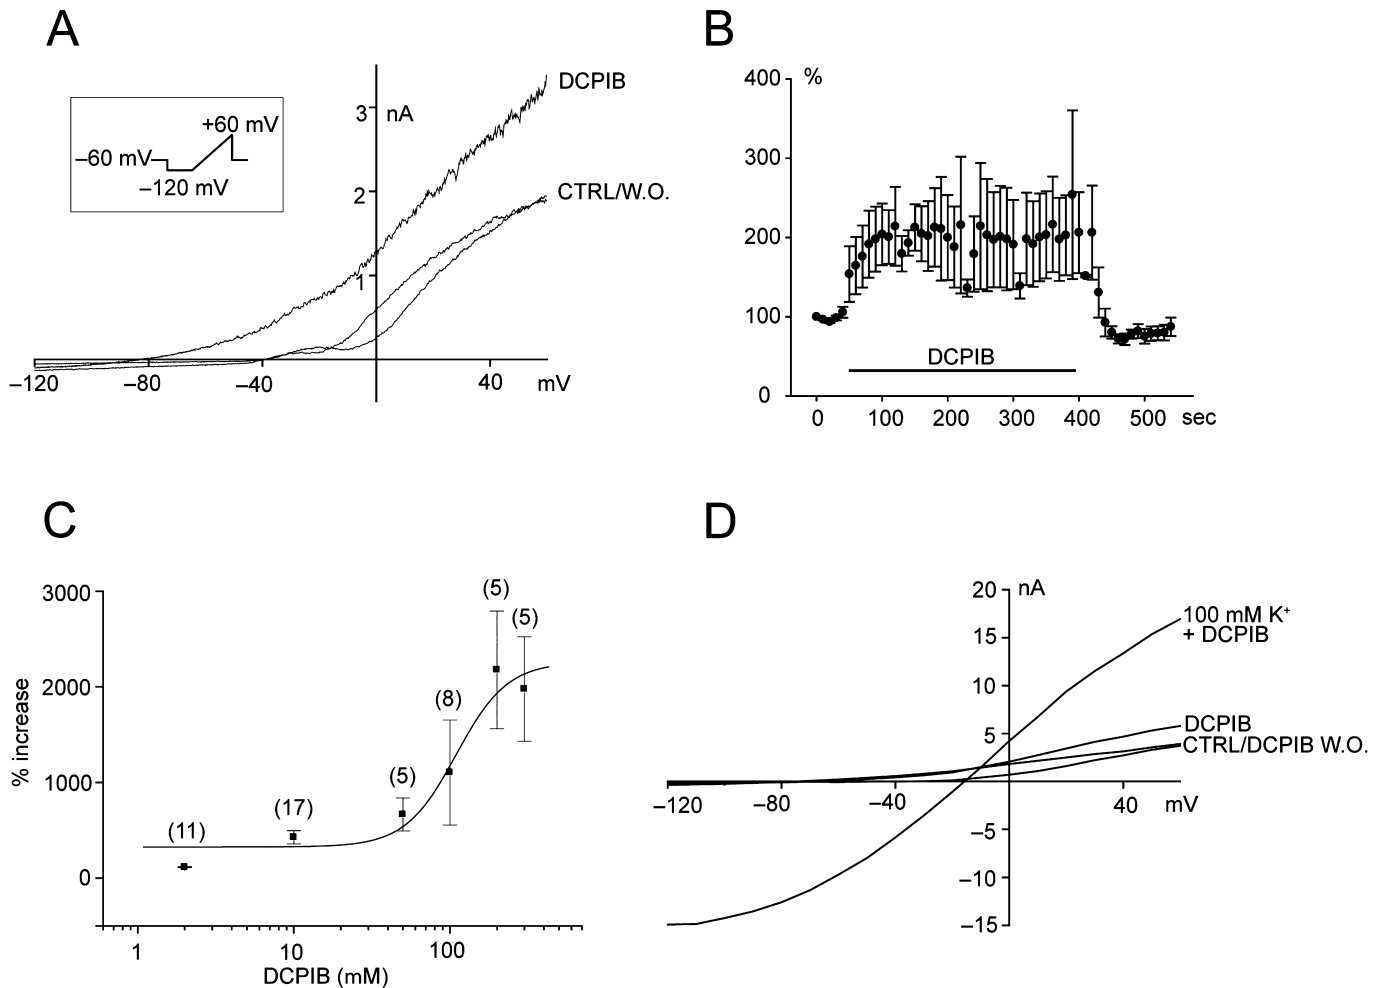 A
DCPIB
3
nA
+60 mV
–60 mV
–120 mV
2
CTRL/W.O.
1
–120
–80
–40
40
mV
B
400
%
300
200
100
DCPIB
0
0
100
200
300
400
500
sec
C
3000
(5)
(5)
2000
(8)
% increase
1000
(5)
(17)
(11)
0
1
10
100
DCPIB (mM)
D
20
nA
100 mM K+
+ DCPIB
15
10
DCPIB
5
CTRL/DCPIB W.O.
–120
–80
–40
40
mV
–5
–10
–15